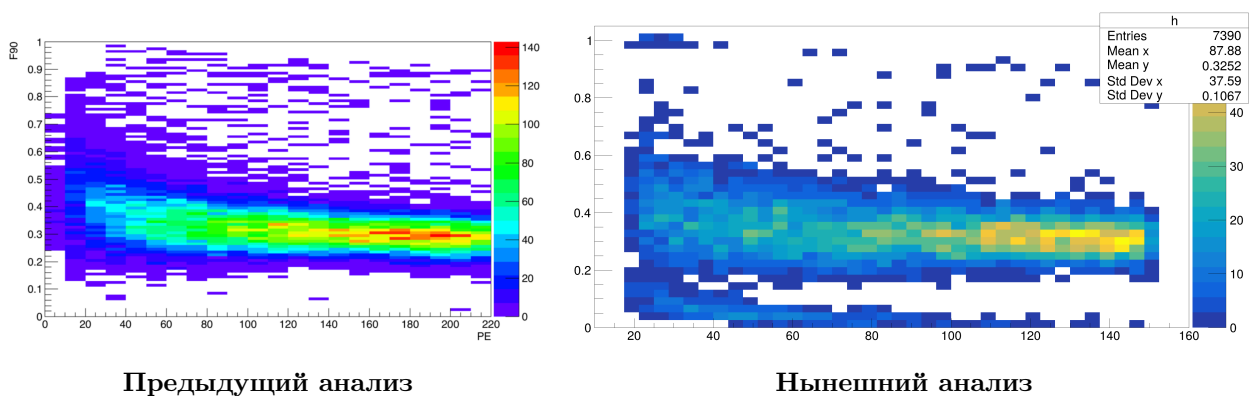 h
Entries 7390
Mean x 87.88
Mean y 0.3252
Std Dev x 37.59
Std Dev y 0.1067
F90
1
0.9
0.8
0.7
0.6
0.5
0.4
0.3
0.2
0.1
0
0 20 40 60 80 100 120 140 160 180 200 220
PE
140
120
100
80
60
40
20
0
1
0.8
0.6
0.4
0.2
0
20 40 60 80 100 120 140 160
40
30
20
10
0
Предыдущий анализ
Нынешний анализ